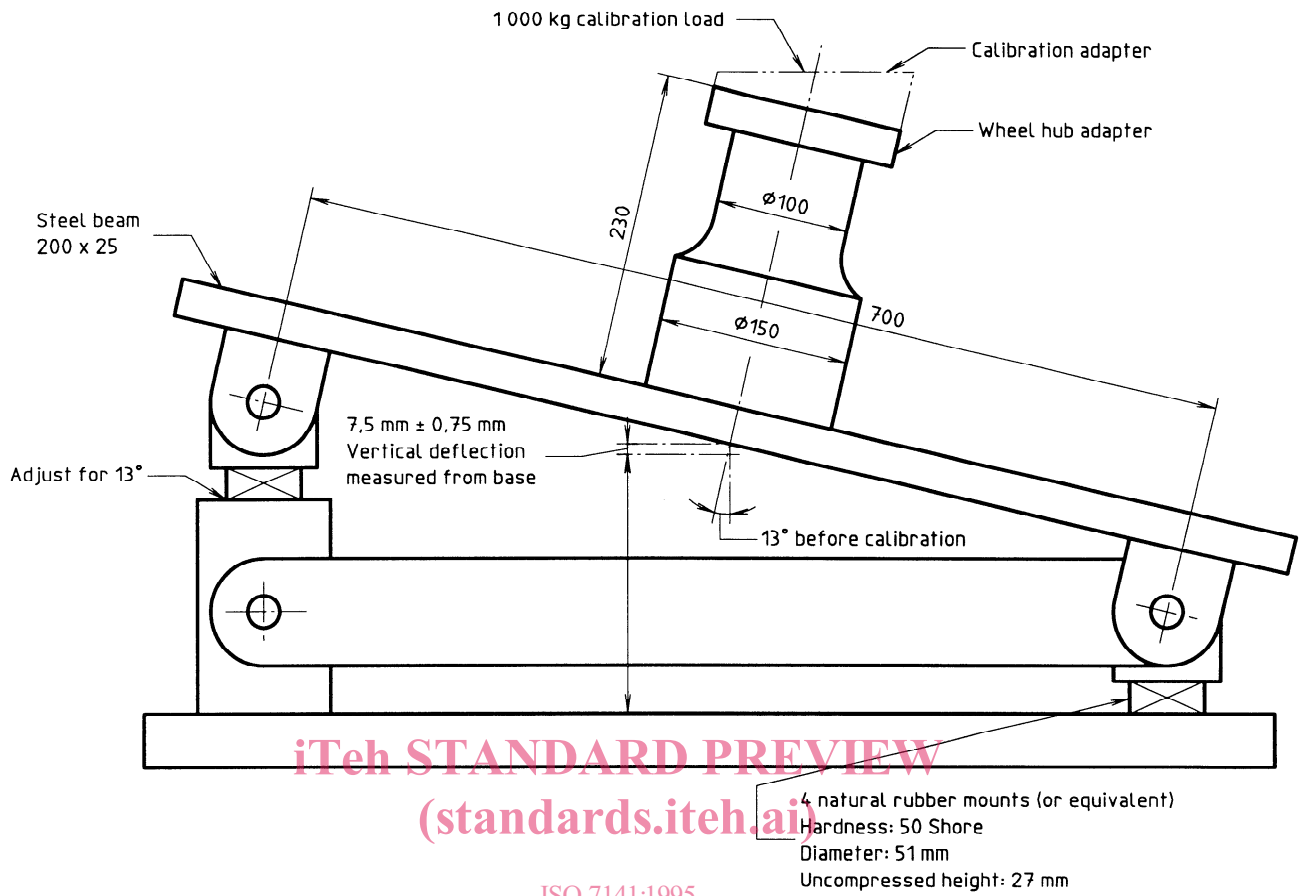 1 000 kg calibration load
Calibration adapter
Wheel hub adapter
Steel beam
200 x 25
230
ø100
700
ø150
7,5 mm ± 0,75 mm
Vertical deflection
measured from base
Adjust for 13°
13° before calibration
iTeh STANDARD PREVIEW
(standards.iteh.ai)
4 natural rubber mounts (or equivalent)
Hardness: 50 Shore
Diameter: 51 mm
Uncompressed height: 27 mm
ISO 7141:1995